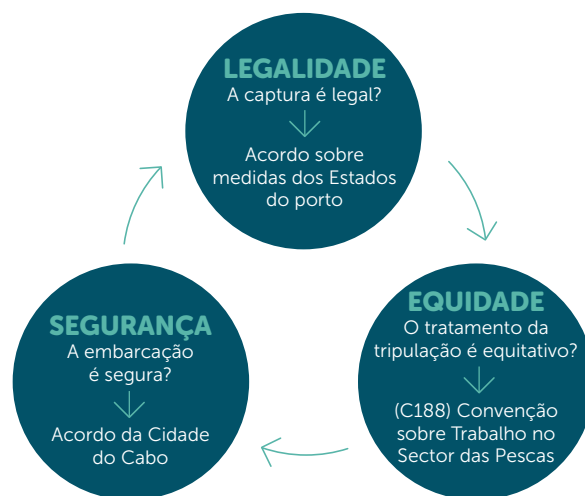 LEGALIDADE
A captura é legal?
Acordo sobre
medidas dos Estados
do porto
EQUIDADE
O tratamento da
tripulação é equitativo?
(C188) Convenção
sobre Trabalho no
Sector das Pescas
SEGURANÇA
A embarcação
é segura?
Acordo da Cidade
do Cabo